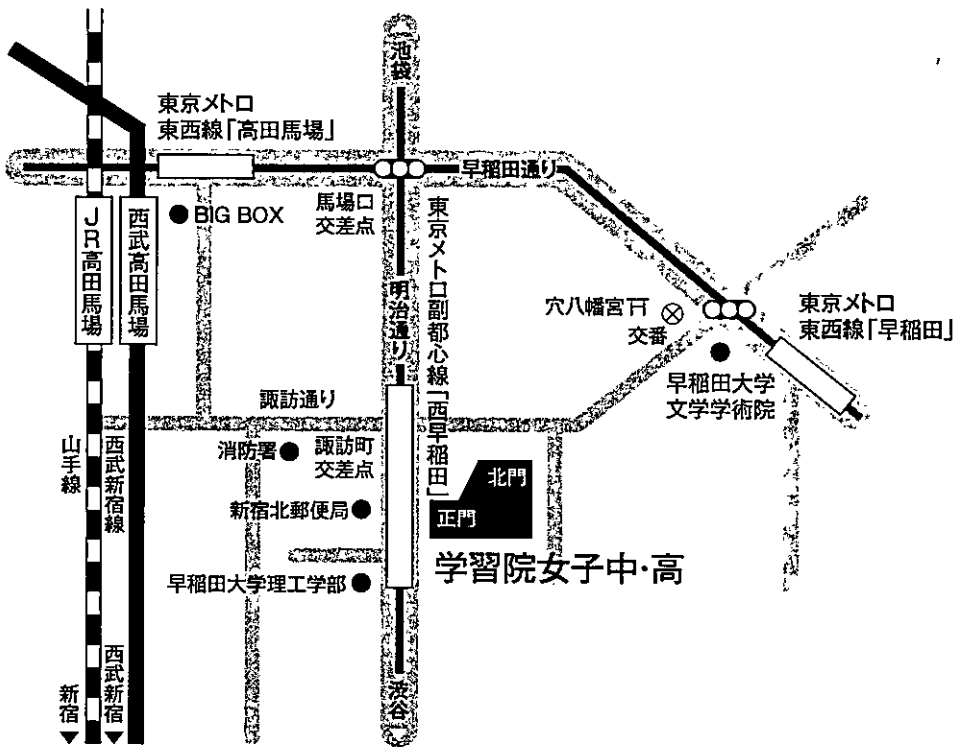 池袋
東京メトロ
東西線「高田馬場」
早稲田通り
JR高田馬場
西武高田馬場
BIG BOX
馬場口
交差点
明治通り
東京メトロ副都心線「西早稲田」
穴八幡宮
交番
東京メトロ
東西線「早稲田」
早稲田大学
文学学術院
諏訪通り
山手線
西武新宿線
消防署
諏訪町
交差点
北門
正門
新宿北郵便局
学習院女子中・高
早稲田大学理工学部
新宿
西武新宿
渋谷